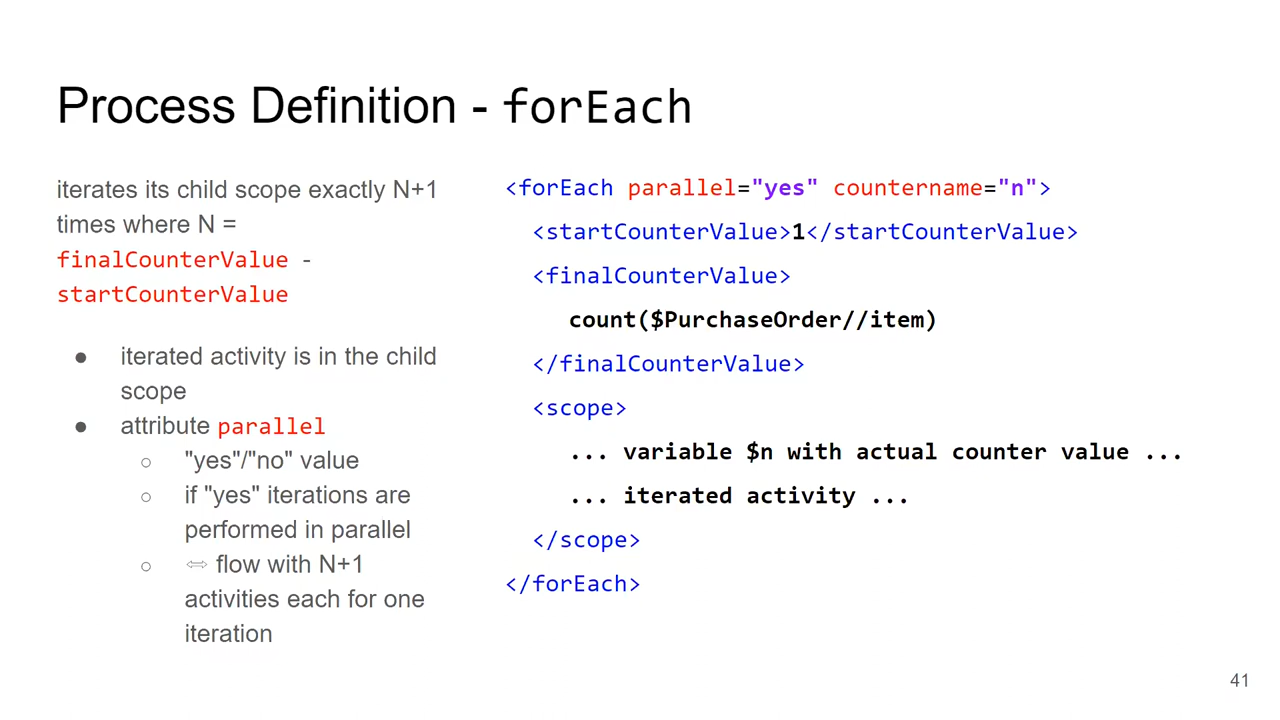 Process Definition - forEach
iterates its child scope exactly N+1
times where N =
finalCounterValue -
startCounterValue
● iterated activity is in the child
scope
● attribute parallel
○ "yes"/"no" value
○ if "yes" iterations are
performed in parallel
○ ⇔ flow with N+1
activities each for one
iteration
<forEach parallel="yes" countername="n">
<startCounterValue>1</startCounterValue>
<finalCounterValue>
count($PurchaseOrder//item)
</finalCounterValue>
<scope>
... variable $n with actual counter value ...
... iterated activity ...
</scope>
</forEach>
41